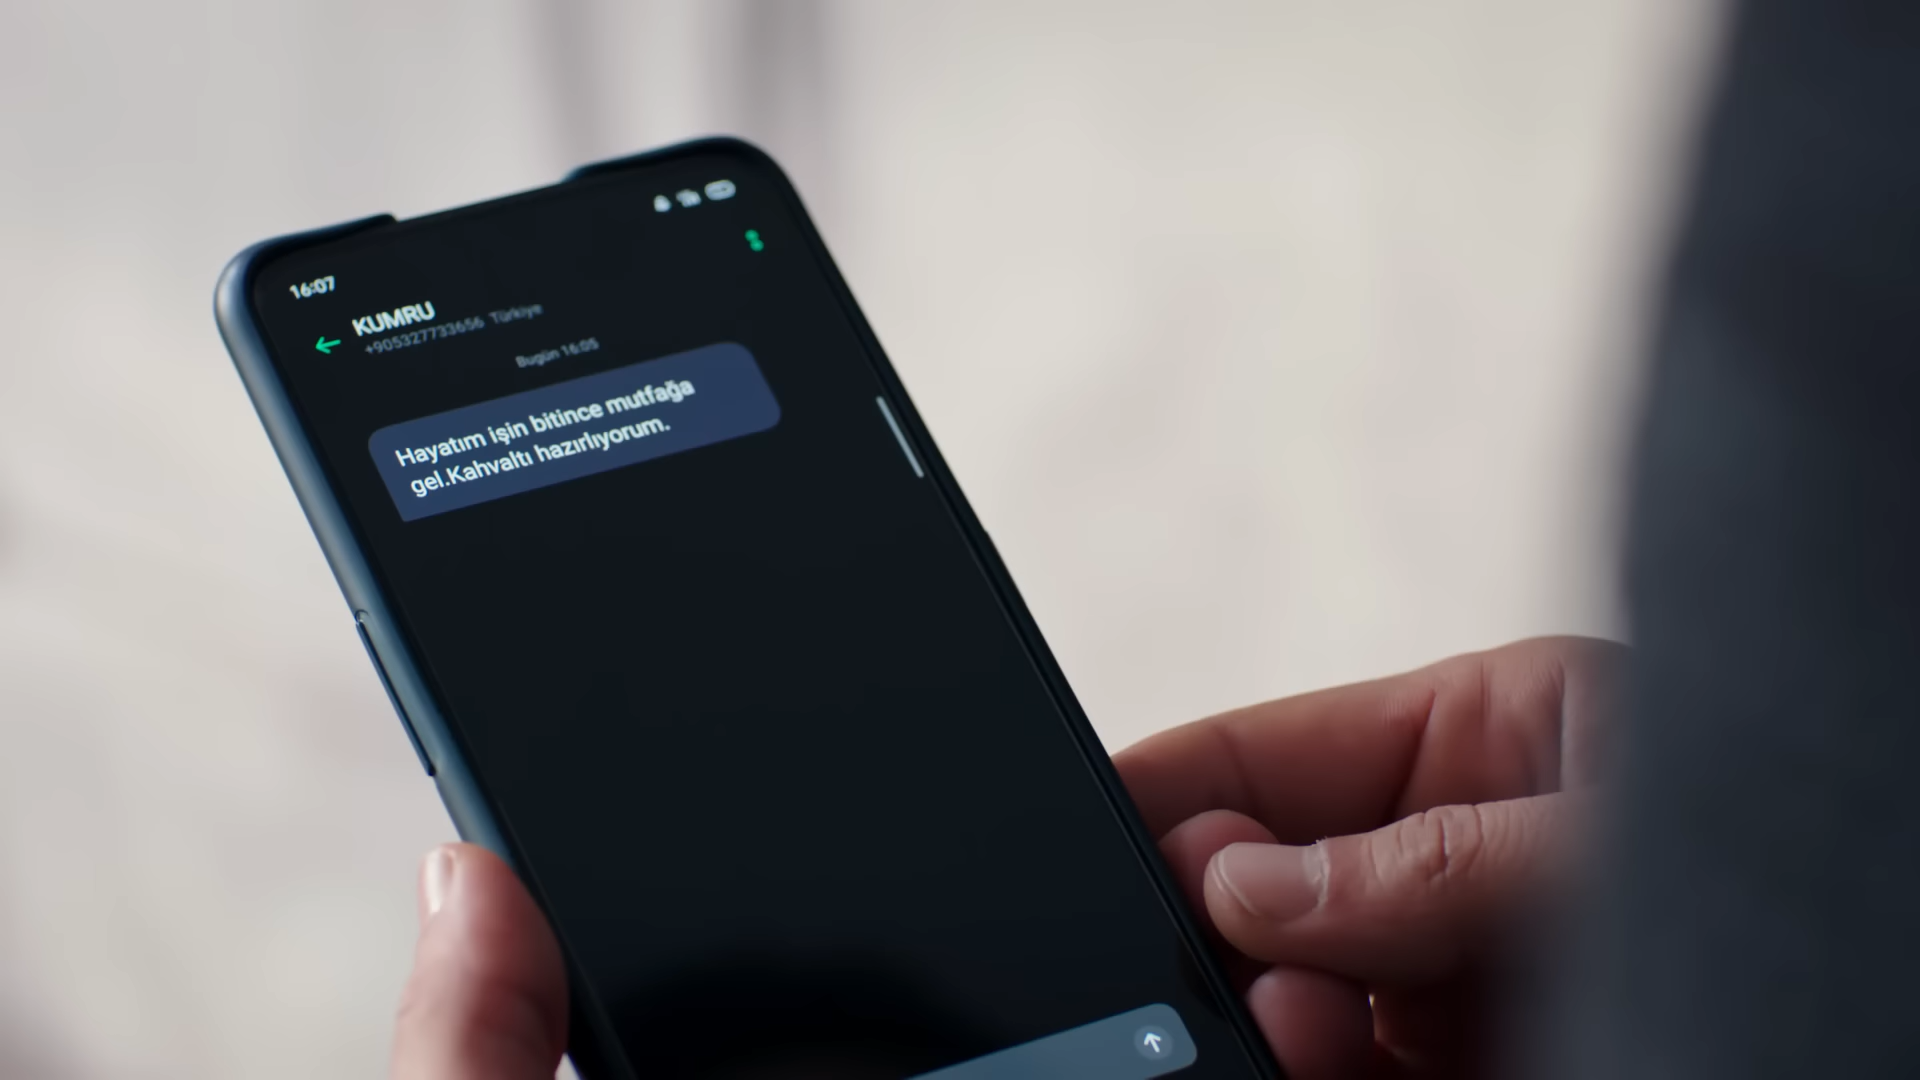 16:07
KUMRU
+905327733656 Türkiye
Bugün 16:05
Hayatım işin bitince mutfağa
gel.Kahvaltı hazırlıyorum.